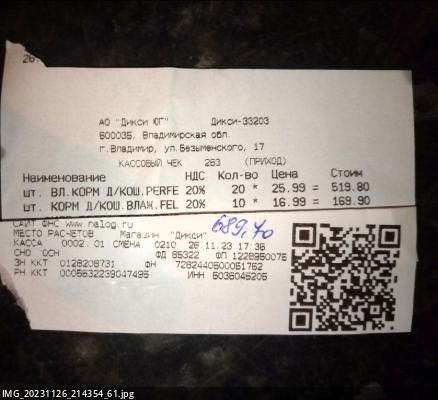 26.
АО "Дикси ЮГ" Дикси-33203
600035, Владимирская обл.
г.Владимир, ул.Безыменского, 17
КАССОВЫЙ ЧЕК 263 (ПРИХОД)
Наименование НДС Кол-во Цена Стоим
шт. ВЛ.КОРМ Д/КОШ.PERFE 20% 20 * 25.99 = 519.80
шт. КОРМ Д/КОШ.ВЛАЖ.FEL 20% 10 * 16.99 = 169.90
689,70
САЙТ ФНС www.nalog.ru
МЕСТО РАСЧЕТОВ Магазин "Дикси"
КАССА 0002.01 СМЕНА 0210 26.11.23 17:36
СНО: ОСН ФД 85322 ФП 1228950075
ЗН ККТ 0128209731 ФН 7282440500051762
РН ККТ 0005632239047495 ИНН 5036045205
IMG_20231126_214354_61.jpg